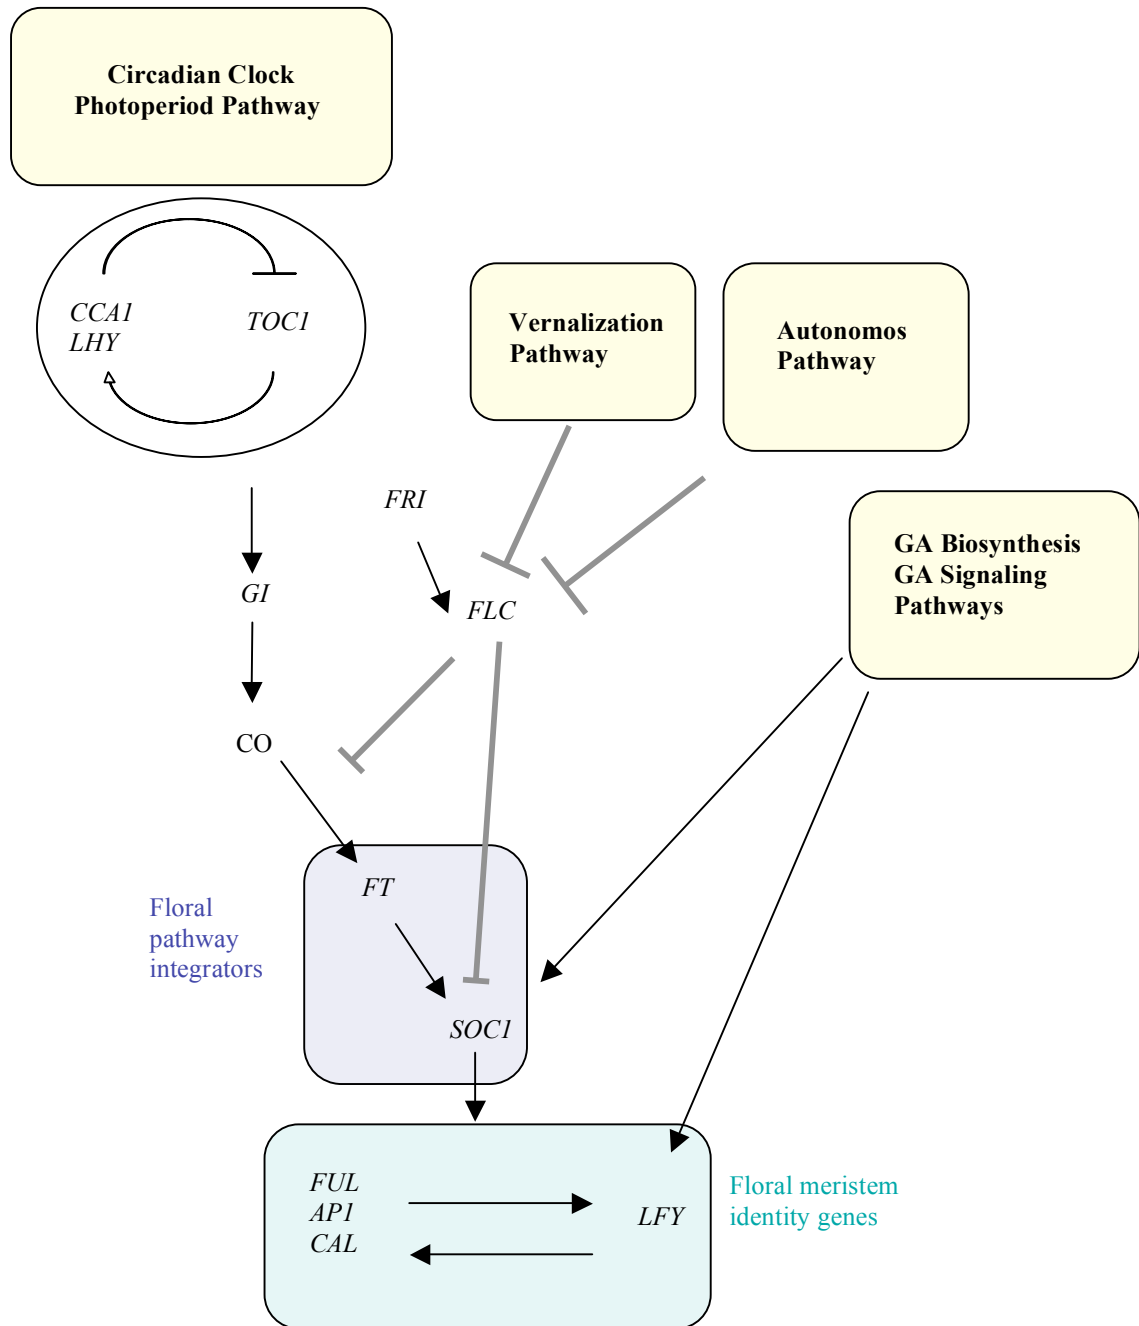 Circadian Clock
Photoperiod Pathway
CCA1
LHY
TOC1
Vernalization
Pathway
Autonomos
Pathway
FRI
GA Biosynthesis
GA Signaling
Pathways
GI
FLC
CO
FT
Floral
pathway
integrators
SOC1
FUL
AP1
CAL
LFY
Floral meristem
identity genes